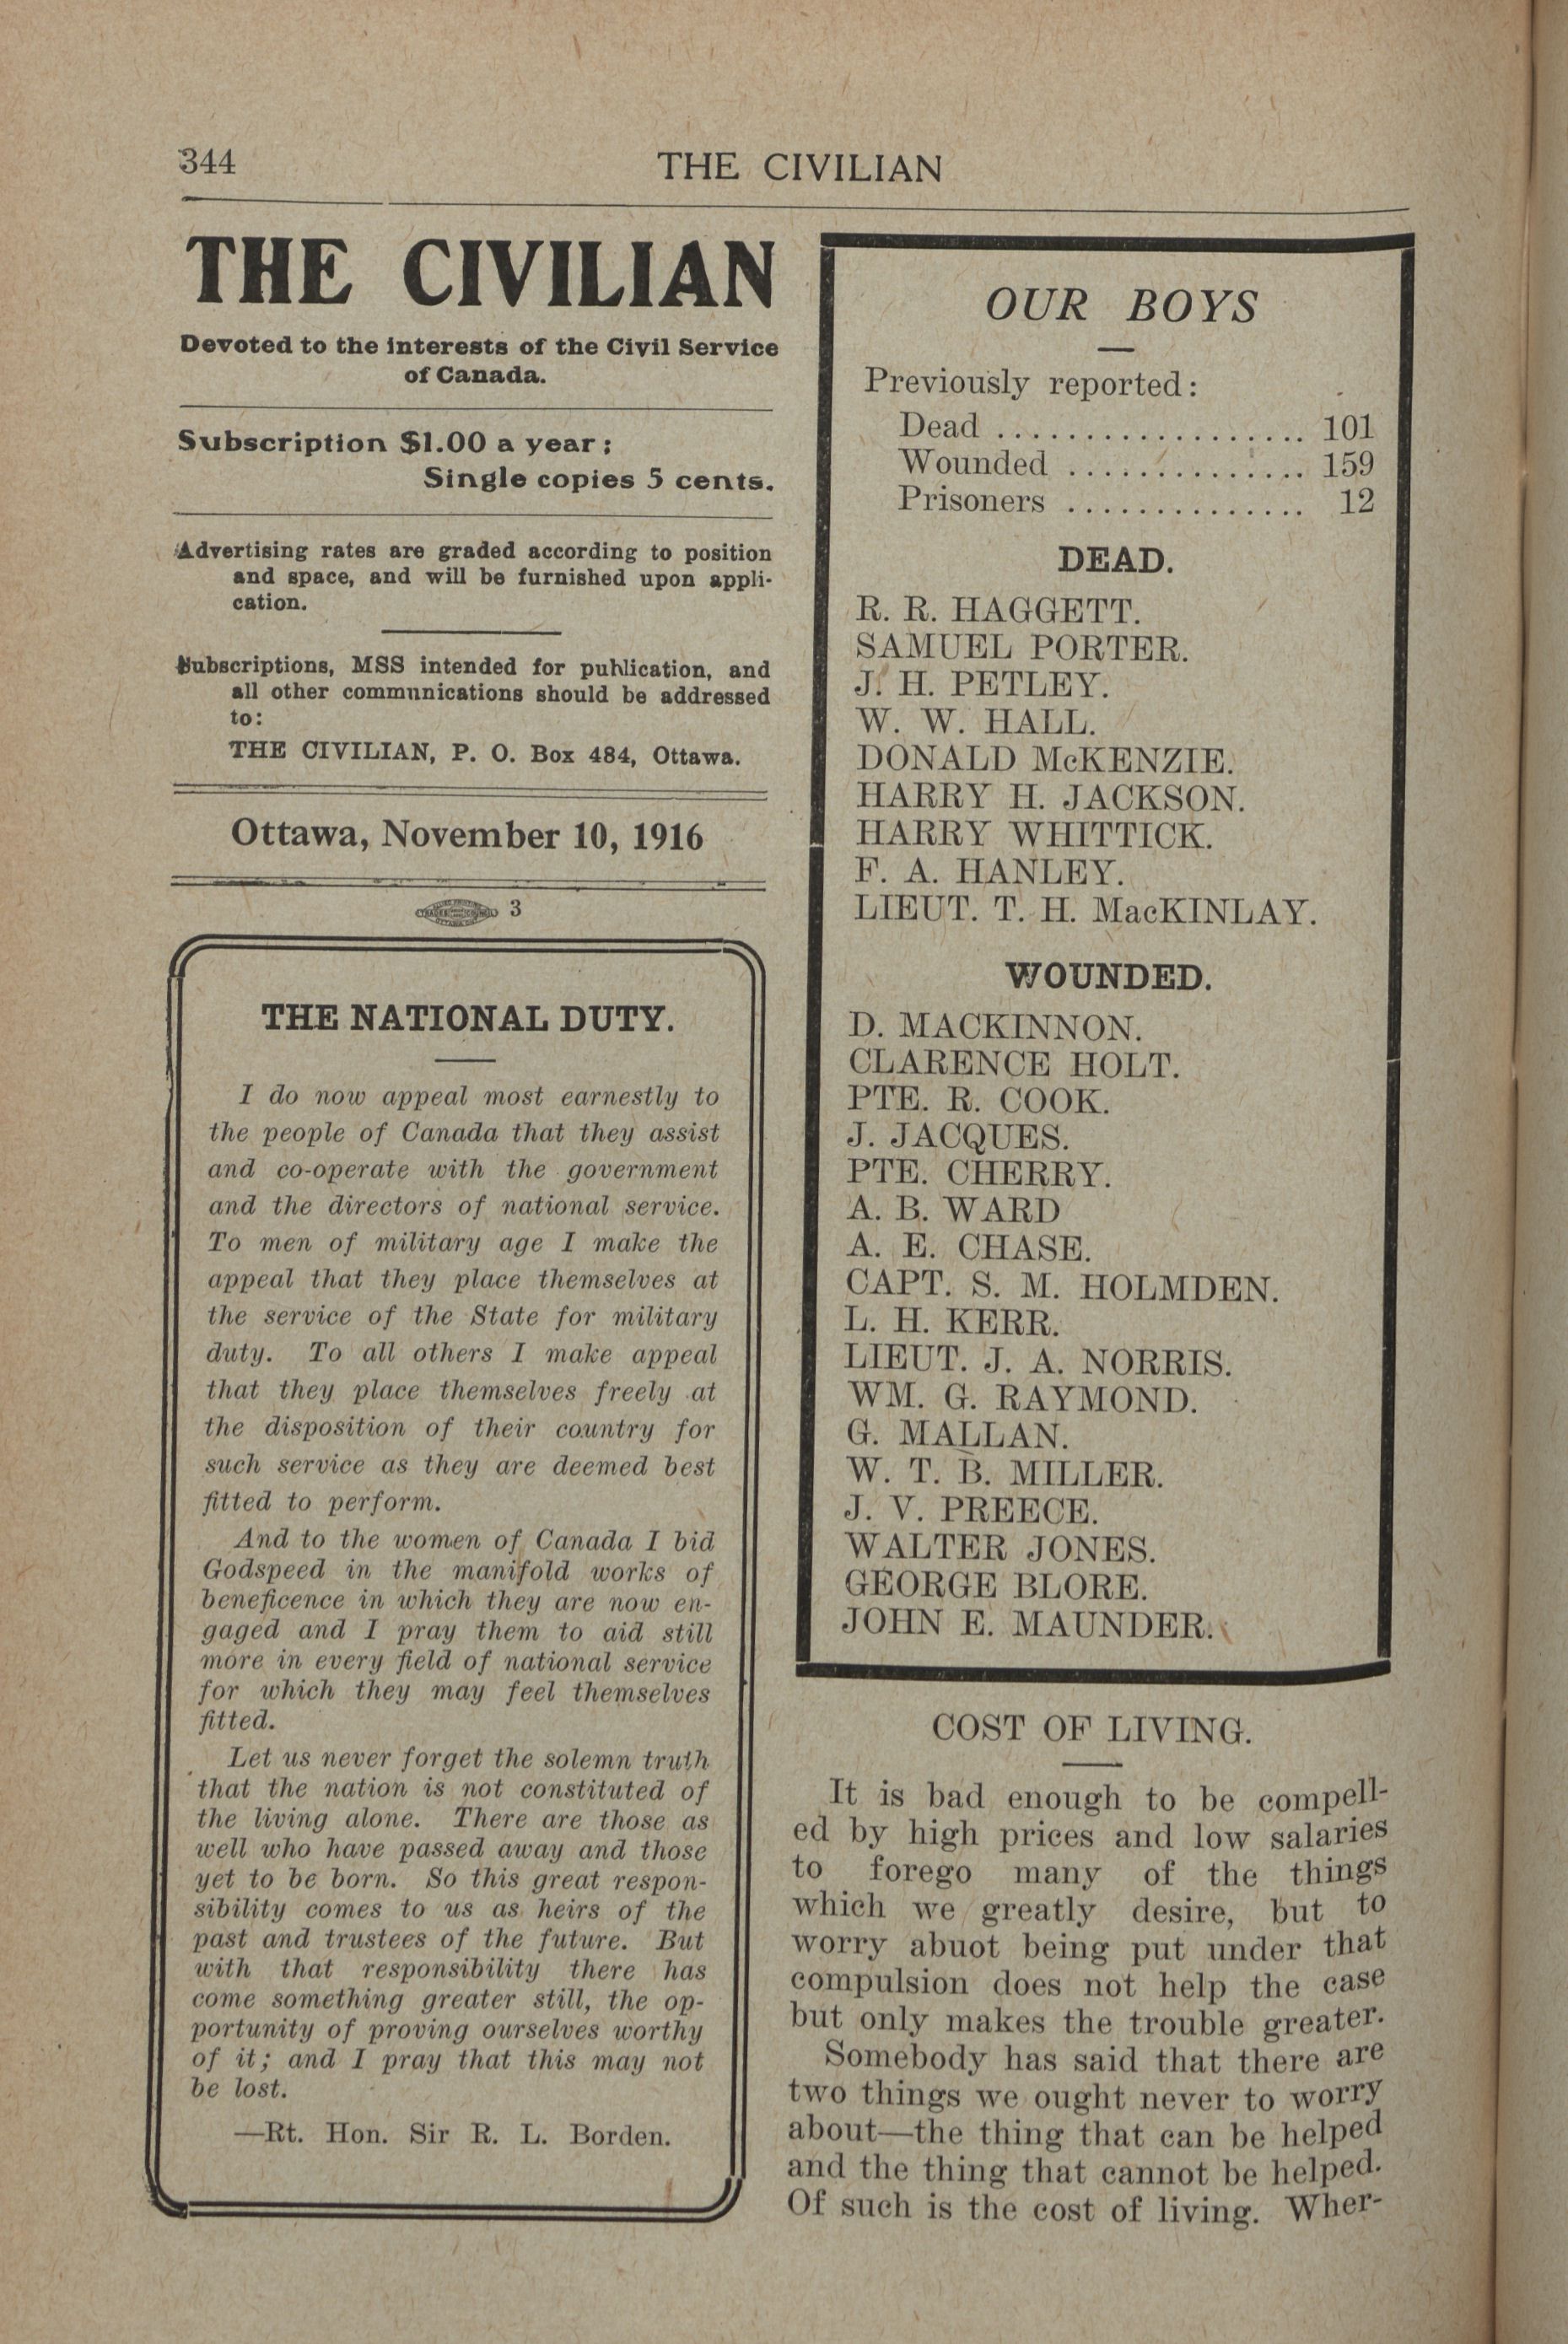 344
THE CIVILIAN
THE CIVILIAN
Devoted to the interests of the Civil Service
of Canada.
Subscription $1.00 a year;
Single copies 5 cents.
Advertising rates are graded according to position
and space, and will be furnished upon appli-
cation.
Subscriptions, MSS intended for publication, and
all other communications should be addressed
to:
THE CIVILIAN, P. O. Box 484, Ottawa.
Ottawa, November 10, 1916
3
THE NATIONAL DUTY.
I do now appeal most earnestly to
the people of Canada that they assist
and co-operate with the government
and the directors of national service.
To men of military age I make the
appeal that they place themselves at
the service of the State for military
duty. To all others I make appeal
that they place themselves freely at
the disposition of their country for
such service as they are deemed best
fitted to perform.
And to the women of Canada I bid
Godspeed in the manifold works of
beneficence in which they are now en-
gaged and I pray them to aid still
more in every field of national service
for which they may feel themselves
fitted.
Let us never forget the solemn truth
that the nation is not constituted of
the living alone. There are those as
well who have passed away and those
yet to be born. So this great respon-
sibility comes to us as heirs of the
past and trustees of the future. But
with that responsibility there has
come something greater still, the op-
portunity of proving ourselves worthy
of it; and I pray that this may not
be lost.
—Rt. Hon. Sir R. L. Borden.
OUR BOYS
Previously reported:
Dead .................. 101
Wounded .............. 159
Prisoners .............. 12
DEAD.
R. R. HAGGETT.
SAMUEL PORTER.
J. H. PETLEY.
W. W. HALL.
DONALD McKENZIE.
HARRY H. JACKSON.
HARRY WHITTICK.
F. A. HANLEY.
LIEUT. T. H. MacKINLAY.
WOUNDED.
D. MACKINNON.
CLARENCE HOLT.
PTE. R. COOK.
J. JACQUES.
PTE. CHERRY.
A. B. WARD
A. E. CHASE.
CAPT. S. M. HOLMDEN.
L. H. KERR.
LIEUT. J. A. NORRIS.
WM. G. RAYMOND.
G. MALLAN.
W. T. B. MILLER.
J. V. PREECE.
WALTER JONES.
GEORGE BLORE.
JOHN E. MAUNDER.
COST OF LIVING.
It is bad enough to be compell-
ed by high prices and low salaries
to forego many of the things
which we greatly desire, but to
worry abuot being put under that
compulsion does not help the case
but only makes the trouble greater.
Somebody has said that there are
two things we ought never to worry
about—the thing that can be helped
and the thing that cannot be helped.
Of such is the cost of living. Wher-